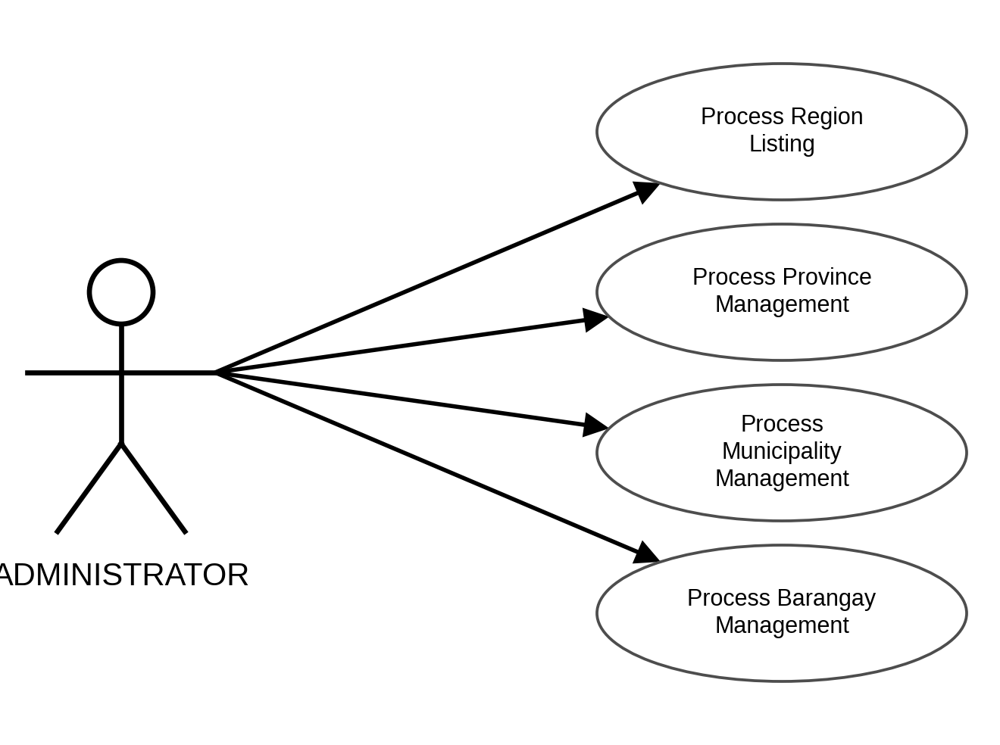 Process Region
Listing
Process Province
Management
Process
Municipality
Management
Process Barangay
Management
ADMINISTRATOR